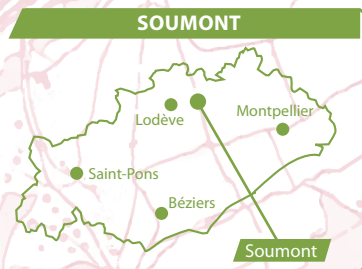 SOUMONT
Montpellier
Lodève
Saint-Pons
Béziers
Soumont